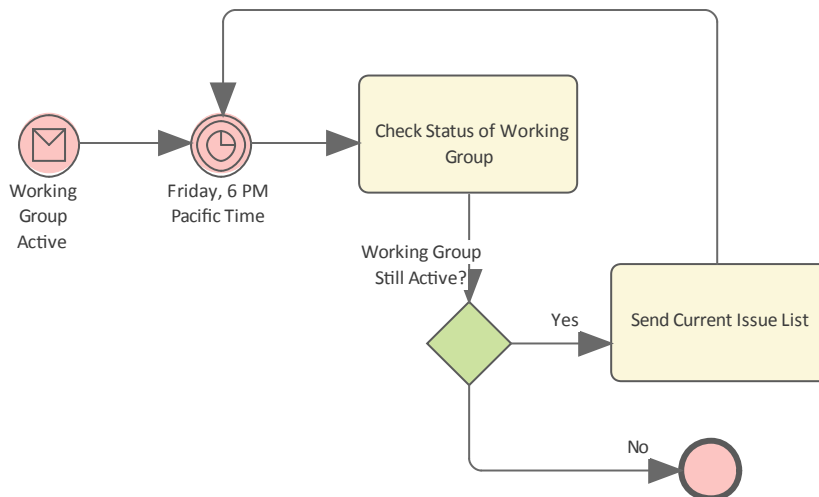 Working
Group
Active
Friday, 6 PM
Pacific Time
Check Status of Working
Group
Working Group
Still Active?
Yes
Send Current Issue List
No